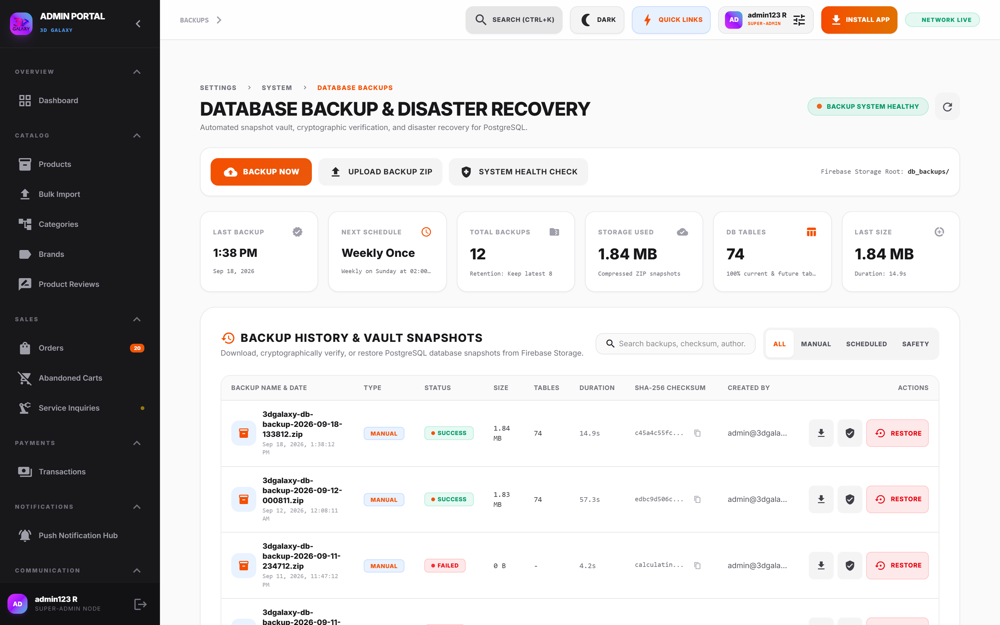 3D GALAXY
ADMIN PORTAL
3D GALAXY
OVERVIEW
Dashboard
CATALOG
Products
Bulk Import
Categories
Brands
Product Reviews
SALES
Orders
20
Abandoned Carts
Service Inquiries
PAYMENTS
Transactions
NOTIFICATIONS
Push Notification Hub
COMMUNICATION
AD
admin123 R
SUPER-ADMIN NODE
BACKUPS
SEARCH (CTRL+K)
DARK
QUICK LINKS
AD
admin123 R
SUPER-ADMIN
INSTALL APP
NETWORK LIVE
SETTINGS > SYSTEM > DATABASE BACKUPS
DATABASE BACKUP & DISASTER RECOVERY
Automated snapshot vault, cryptographic verification, and disaster recovery for PostgreSQL.
BACKUP SYSTEM HEALTHY
BACKUP NOW
UPLOAD BACKUP ZIP
SYSTEM HEALTH CHECK
Firebase Storage Root: db_backups/
LAST BACKUP
1:38 PM
Sep 18, 2026
NEXT SCHEDULE
Weekly Once
Weekly on Sunday at 02:00…
TOTAL BACKUPS
12
Retention: Keep latest 8
STORAGE USED
1.84 MB
Compressed ZIP snapshots
DB TABLES
74
100% current & future tab…
LAST SIZE
1.84 MB
Duration: 14.9s
BACKUP HISTORY & VAULT SNAPSHOTS
Download, cryptographically verify, or restore PostgreSQL database snapshots from Firebase Storage.
Search backups, checksum, author.
ALL
MANUAL
SCHEDULED
SAFETY
BACKUP NAME & DATE TYPE STATUS SIZE TABLES DURATION SHA-256 CHECKSUM CREATED BY ACTIONS
3dgalaxy-db-
backup-2026-09-18-
133812.zip
Sep 18, 2026, 1:38:12
PM
MANUAL
SUCCESS
1.84
MB
74
14.9s
c45a4c55fc...
admin@3dgala...
RESTORE
3dgalaxy-db-
backup-2026-09-12-
000811.zip
Sep 12, 2026, 12:08:11
AM
MANUAL
SUCCESS
1.83
MB
74
57.3s
edbc9d506c...
admin@3dgala...
RESTORE
3dgalaxy-db-
backup-2026-09-11-
234712.zip
Sep 11, 2026, 11:47:12
PM
MANUAL
FAILED
0 B
-
4.2s
calculatin...
admin@3dgala...
RESTORE
3dgalaxy-db-
backup-2026-09-11-